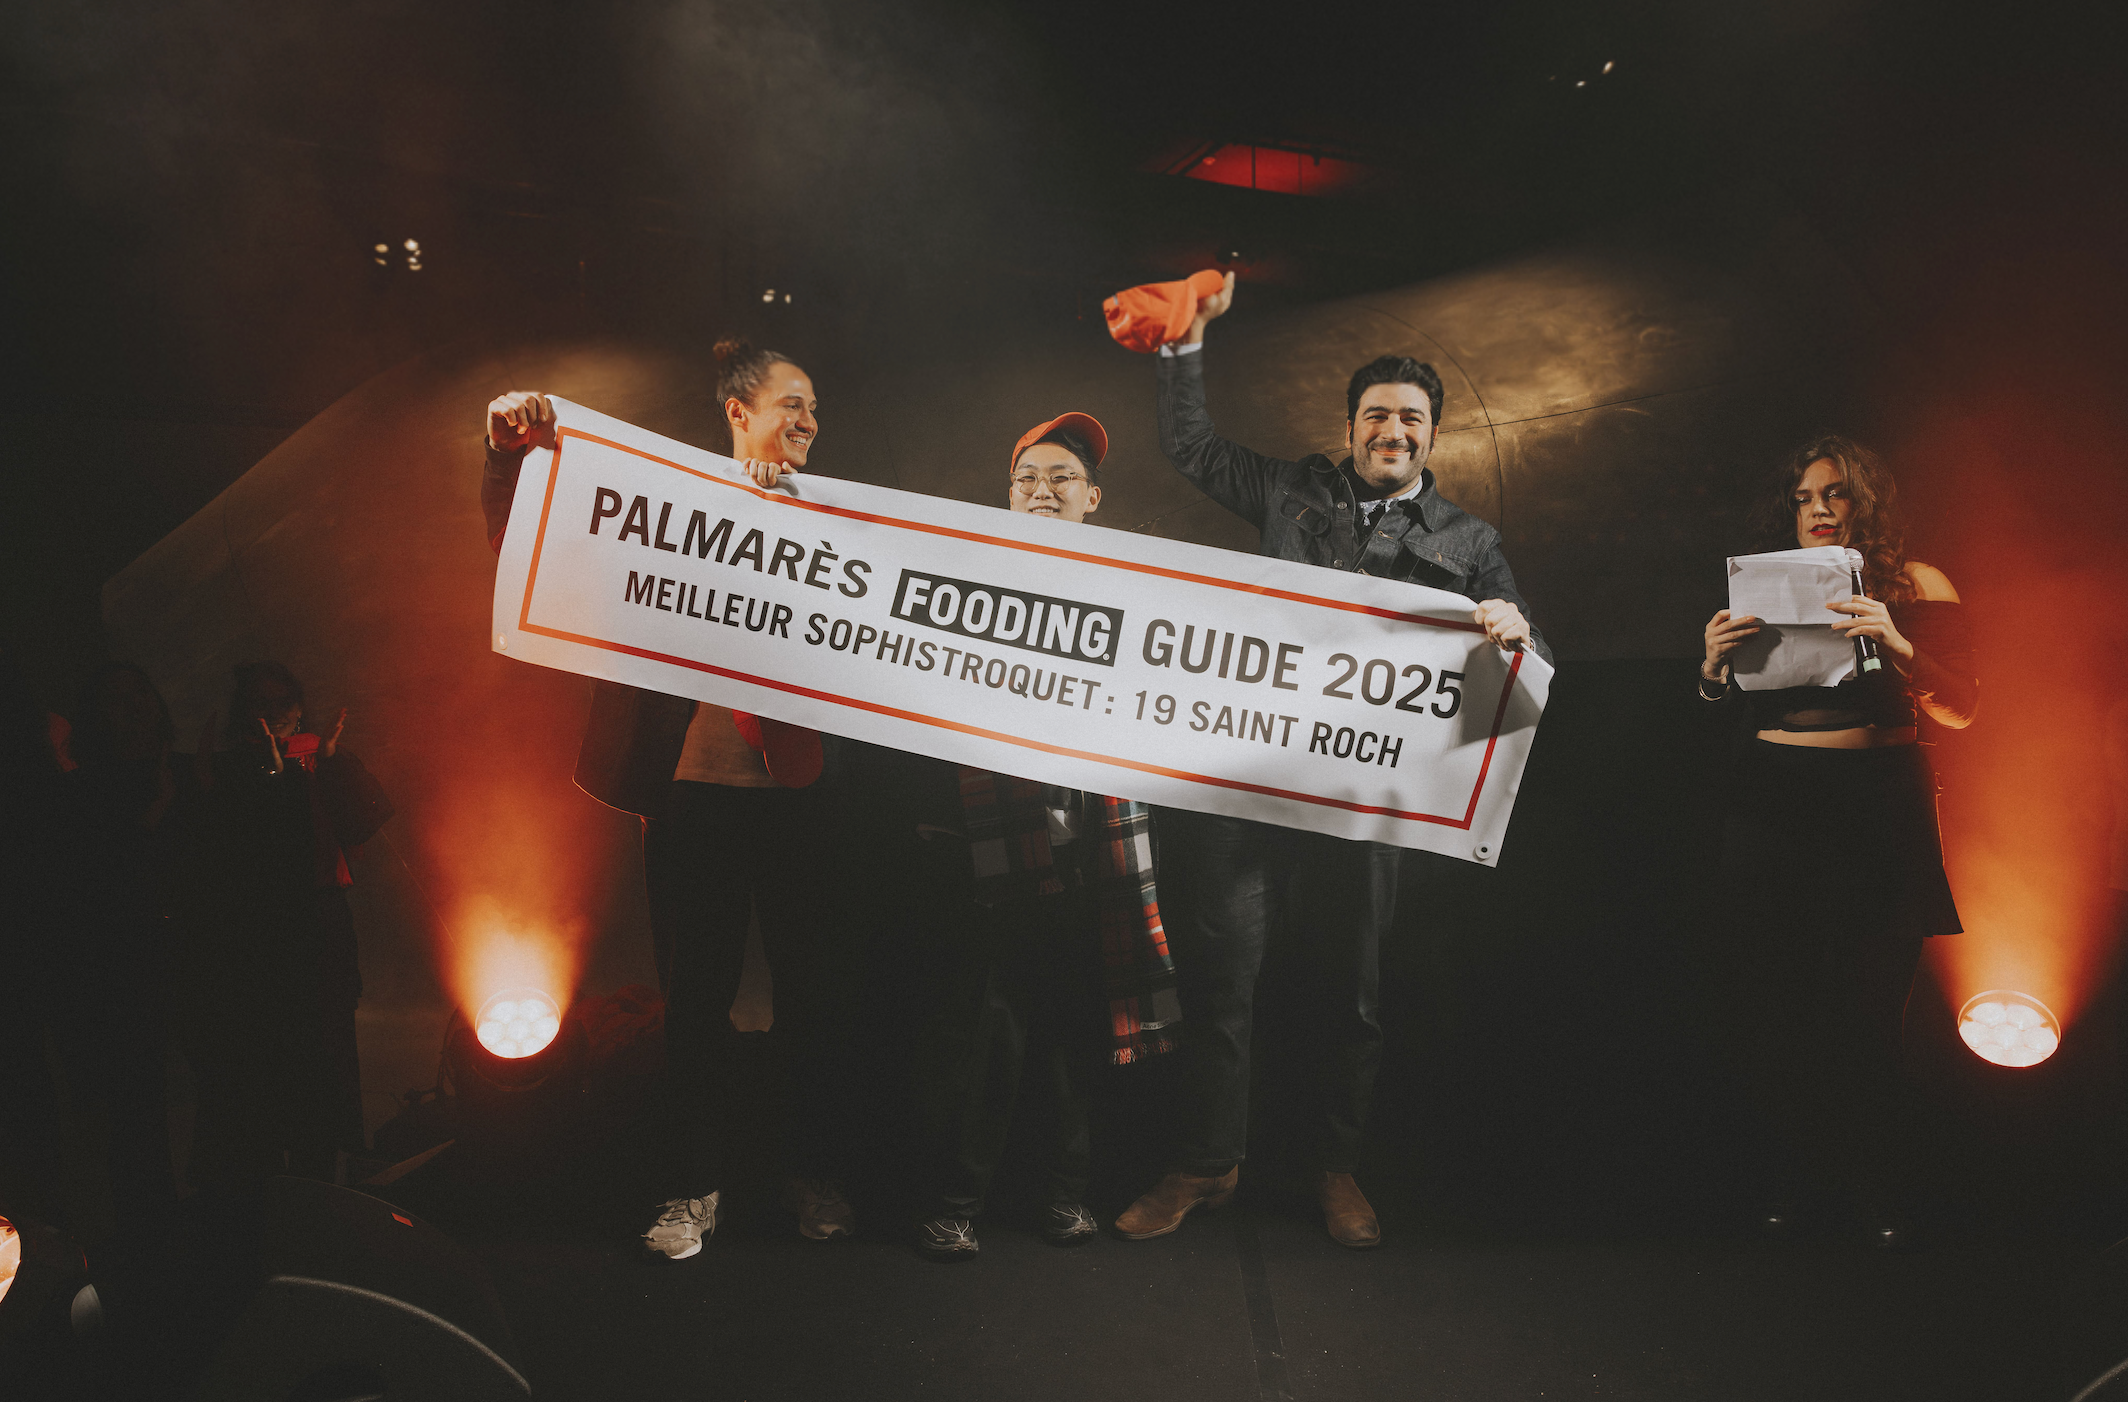 PALMARÈS FOODING® GUIDE 2025
MEILLEUR SOPHISTROQUET : 19 SAINT ROCH